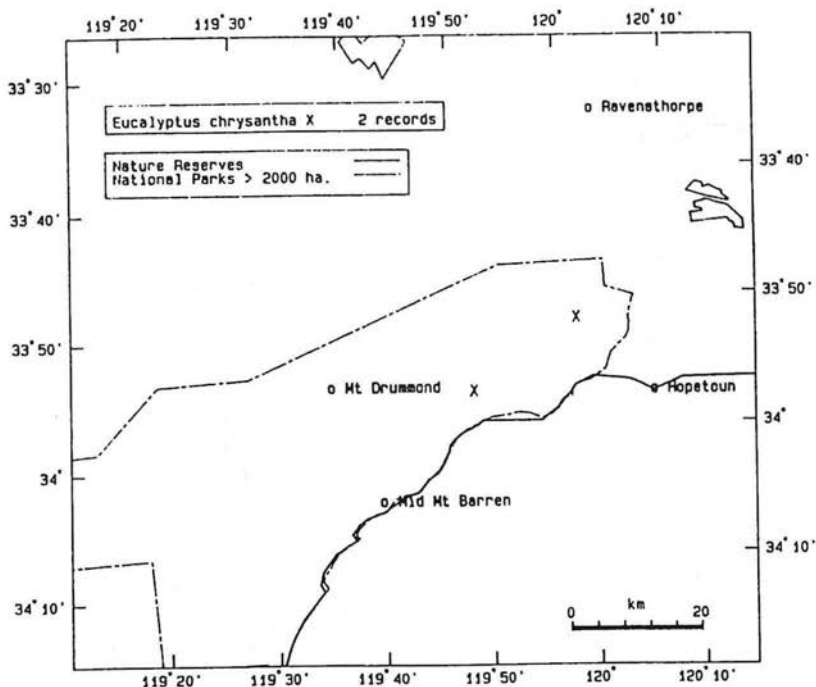 119° 20'
119° 30'
119° 40'
119° 50'
120°
120° 10'
33° 30'
Eucalyptus chrysantha X 2 records
o Ravensthorpe
Nature Reserves
National Parks > 2000 ha.
33° 40'
33° 40'
33° 50'
33° 50'
o Mt Drummond
X
X
o Hopetoun
34°
34°
o Mid Mt Barren
34° 10'
34° 10'
0 km 20
119° 20'
119° 30'
119° 40'
119° 50'
120°
120° 10'